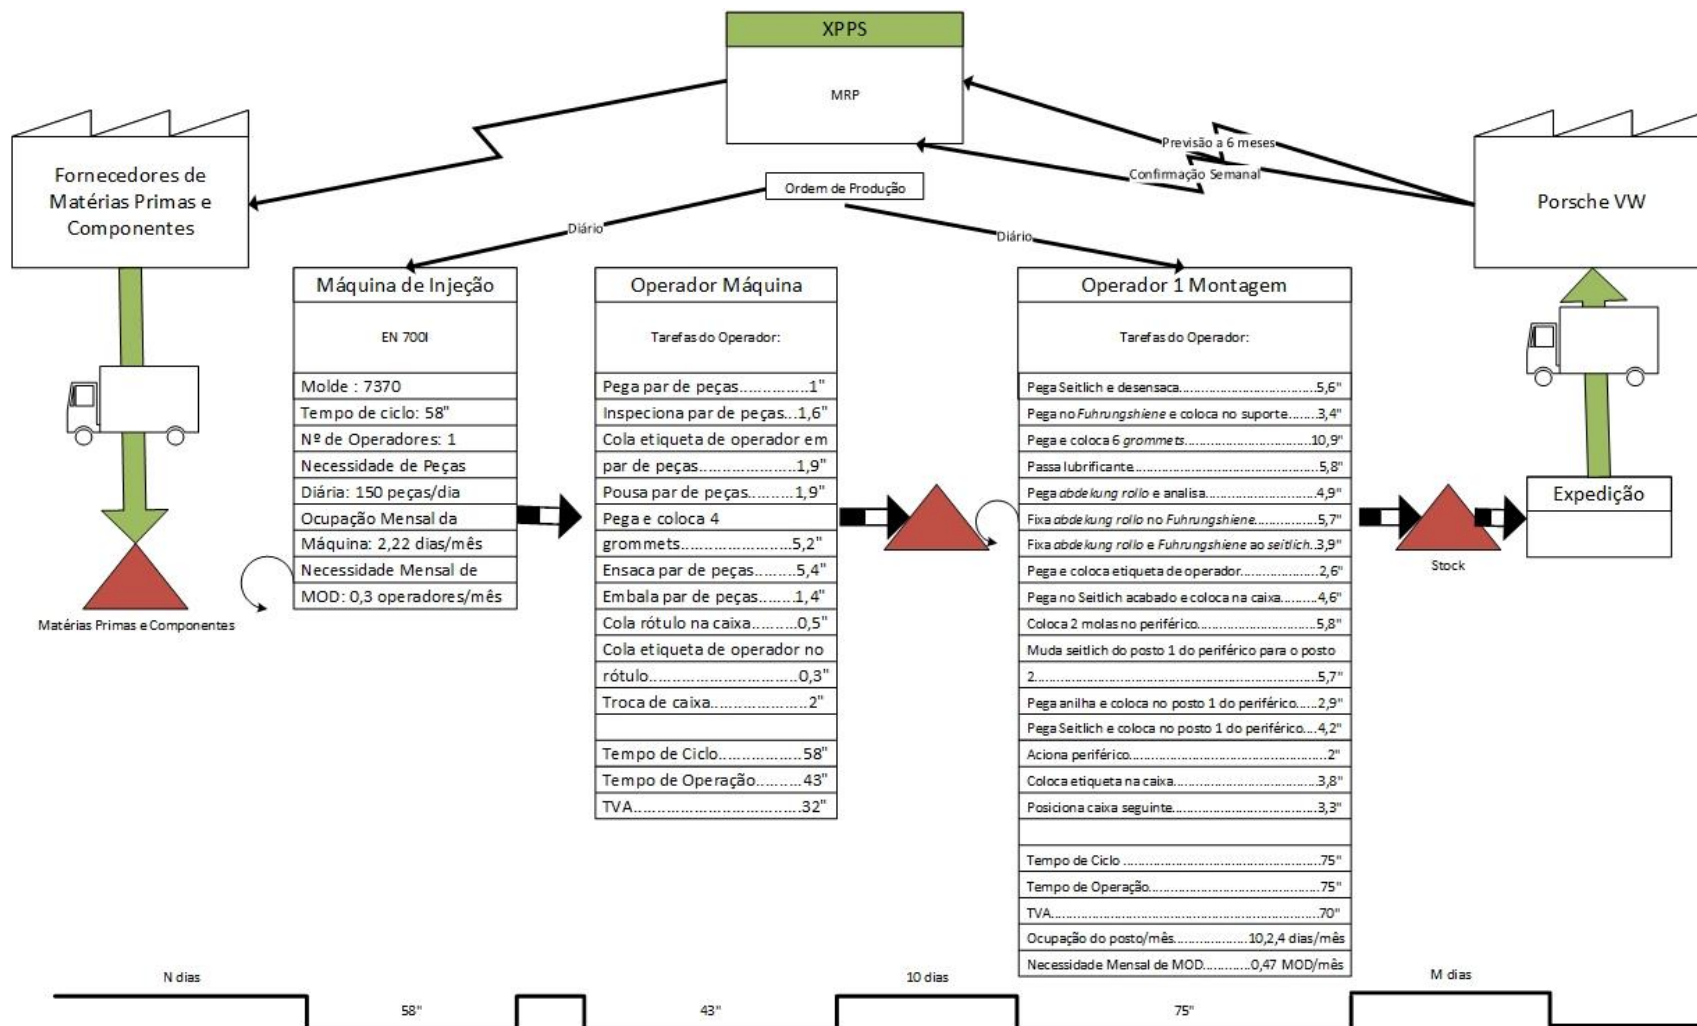 XPPS
MRP
Fornecedores de
Matérias Primas e
Componentes
Previsão a 6 meses
Confirmação Semanal
Porsche VW
Ordem de Produção
Diário
Diário
Máquina de Injeção
EN 700I
Molde : 7370
Tempo de ciclo: 58"
Nº de Operadores: 1
Necessidade de Peças
Diária: 150 peças/dia
Ocupação Mensal da
Máquina: 2,22 dias/mês
Necessidade Mensal de
MOD: 0,3 operadores/mês
Operador Máquina
Tarefas do Operador:
Pega par de peças..............1"
Inspeciona par de peças...1,6"
Cola etiqueta de operador em
par de peças...................1,9"
Pousa par de peças..........1,9"
Pega e coloca 4
grommets......................5,2"
Ensaca par de peças.........5,4"
Embala par de peças........1,4"
Cola rótulo na caixa..........0,5"
Cola etiqueta de operador no
rótulo.............................0,3"
Troca de caixa...................2"
Tempo de Ciclo.................58"
Tempo de Operação.........43"
TVA................................32"
Operador 1 Montagem
Tarefas do Operador:
Pega Seitlich e desensaca..................................5,6"
Pega no Fuhrungshiene e coloca no suporte........3,4"
Pega e coloca 6 grommets...............................10,9"
Passa lubrificante..............................................5,8"
Pega abdekung rollo e analisa............................4,9"
Fixa abdekung rollo no Fuhrungshiene...............5,7"
Fixa abdekung rollo e Fuhrungshiene ao seitlich..3,9"
Pega e coloca etiqueta de operador...................2,6"
Pega no Seitlich acabado e coloca na caixa..........4,6"
Coloca 2 molas no periférico.............................5,8"
Muda seitlich do posto 1 do periférico para o posto
2.......................................................................5,7"
Pega anilha e coloca no posto 1 do periférico......2,9"
Pega Seitlich e coloca no posto 1 do periférico....4,2"
Aciona periférico.................................................2"
Coloca etiqueta na caixa....................................3,8"
Posiciona caixa seguinte....................................3,3"
Tempo de Ciclo ..................................................75"
Tempo de Operação...........................................75"
TVA...................................................................70"
Ocupação do posto/mês...................10,2,4 dias/mês
Necessidade Mensal de MOD............0,47 MOD/mês
Matérias Primas e Componentes
Stock
Expedição
N dias
58"
43"
10 dias
75"
M dias